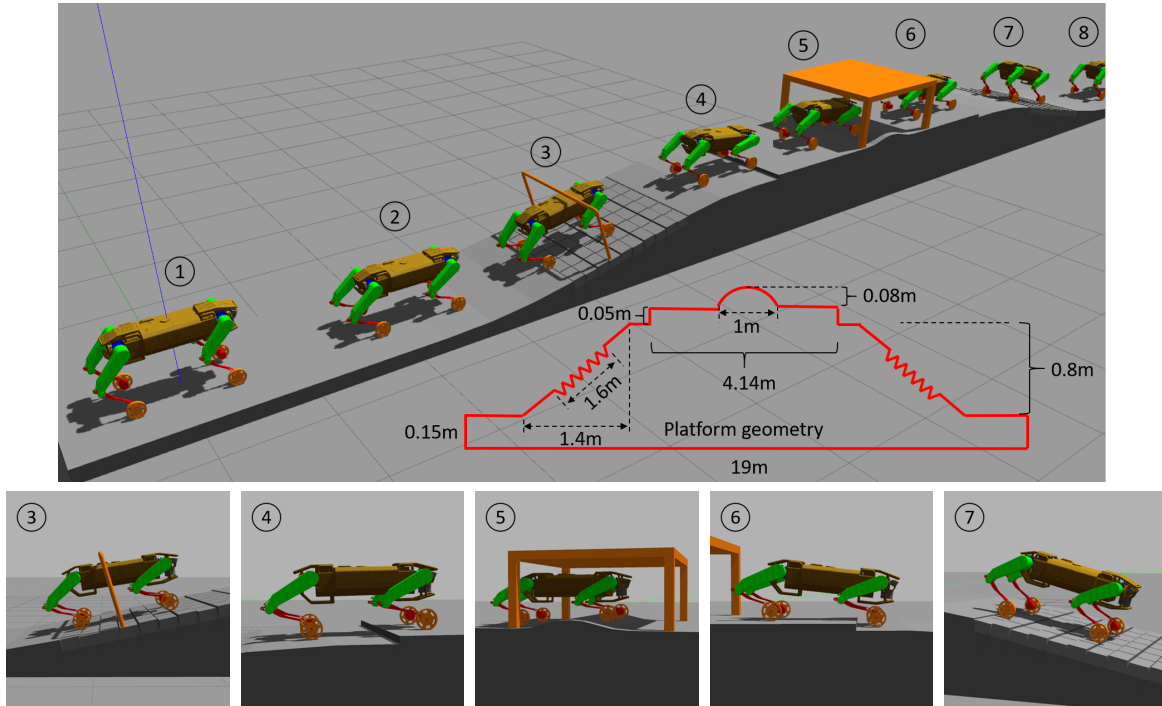 ①
②
③
④
⑤
⑥
⑦
⑧
0.05m
0.08m
1m
4.14m
0.8m
1.6m
1.4m
0.15m
Platform geometry
19m
③
④
⑤
⑥
⑦